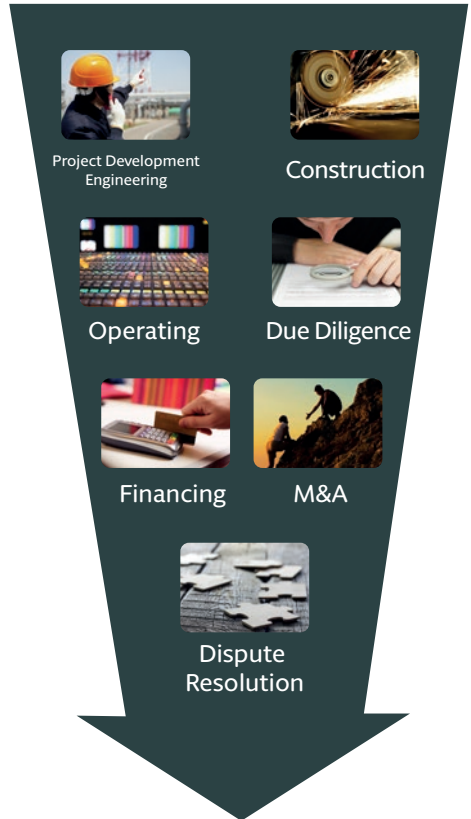 Project Development
Engineering
Construction
Operating
Due Diligence
Financing
M&A
Dispute
Resolution